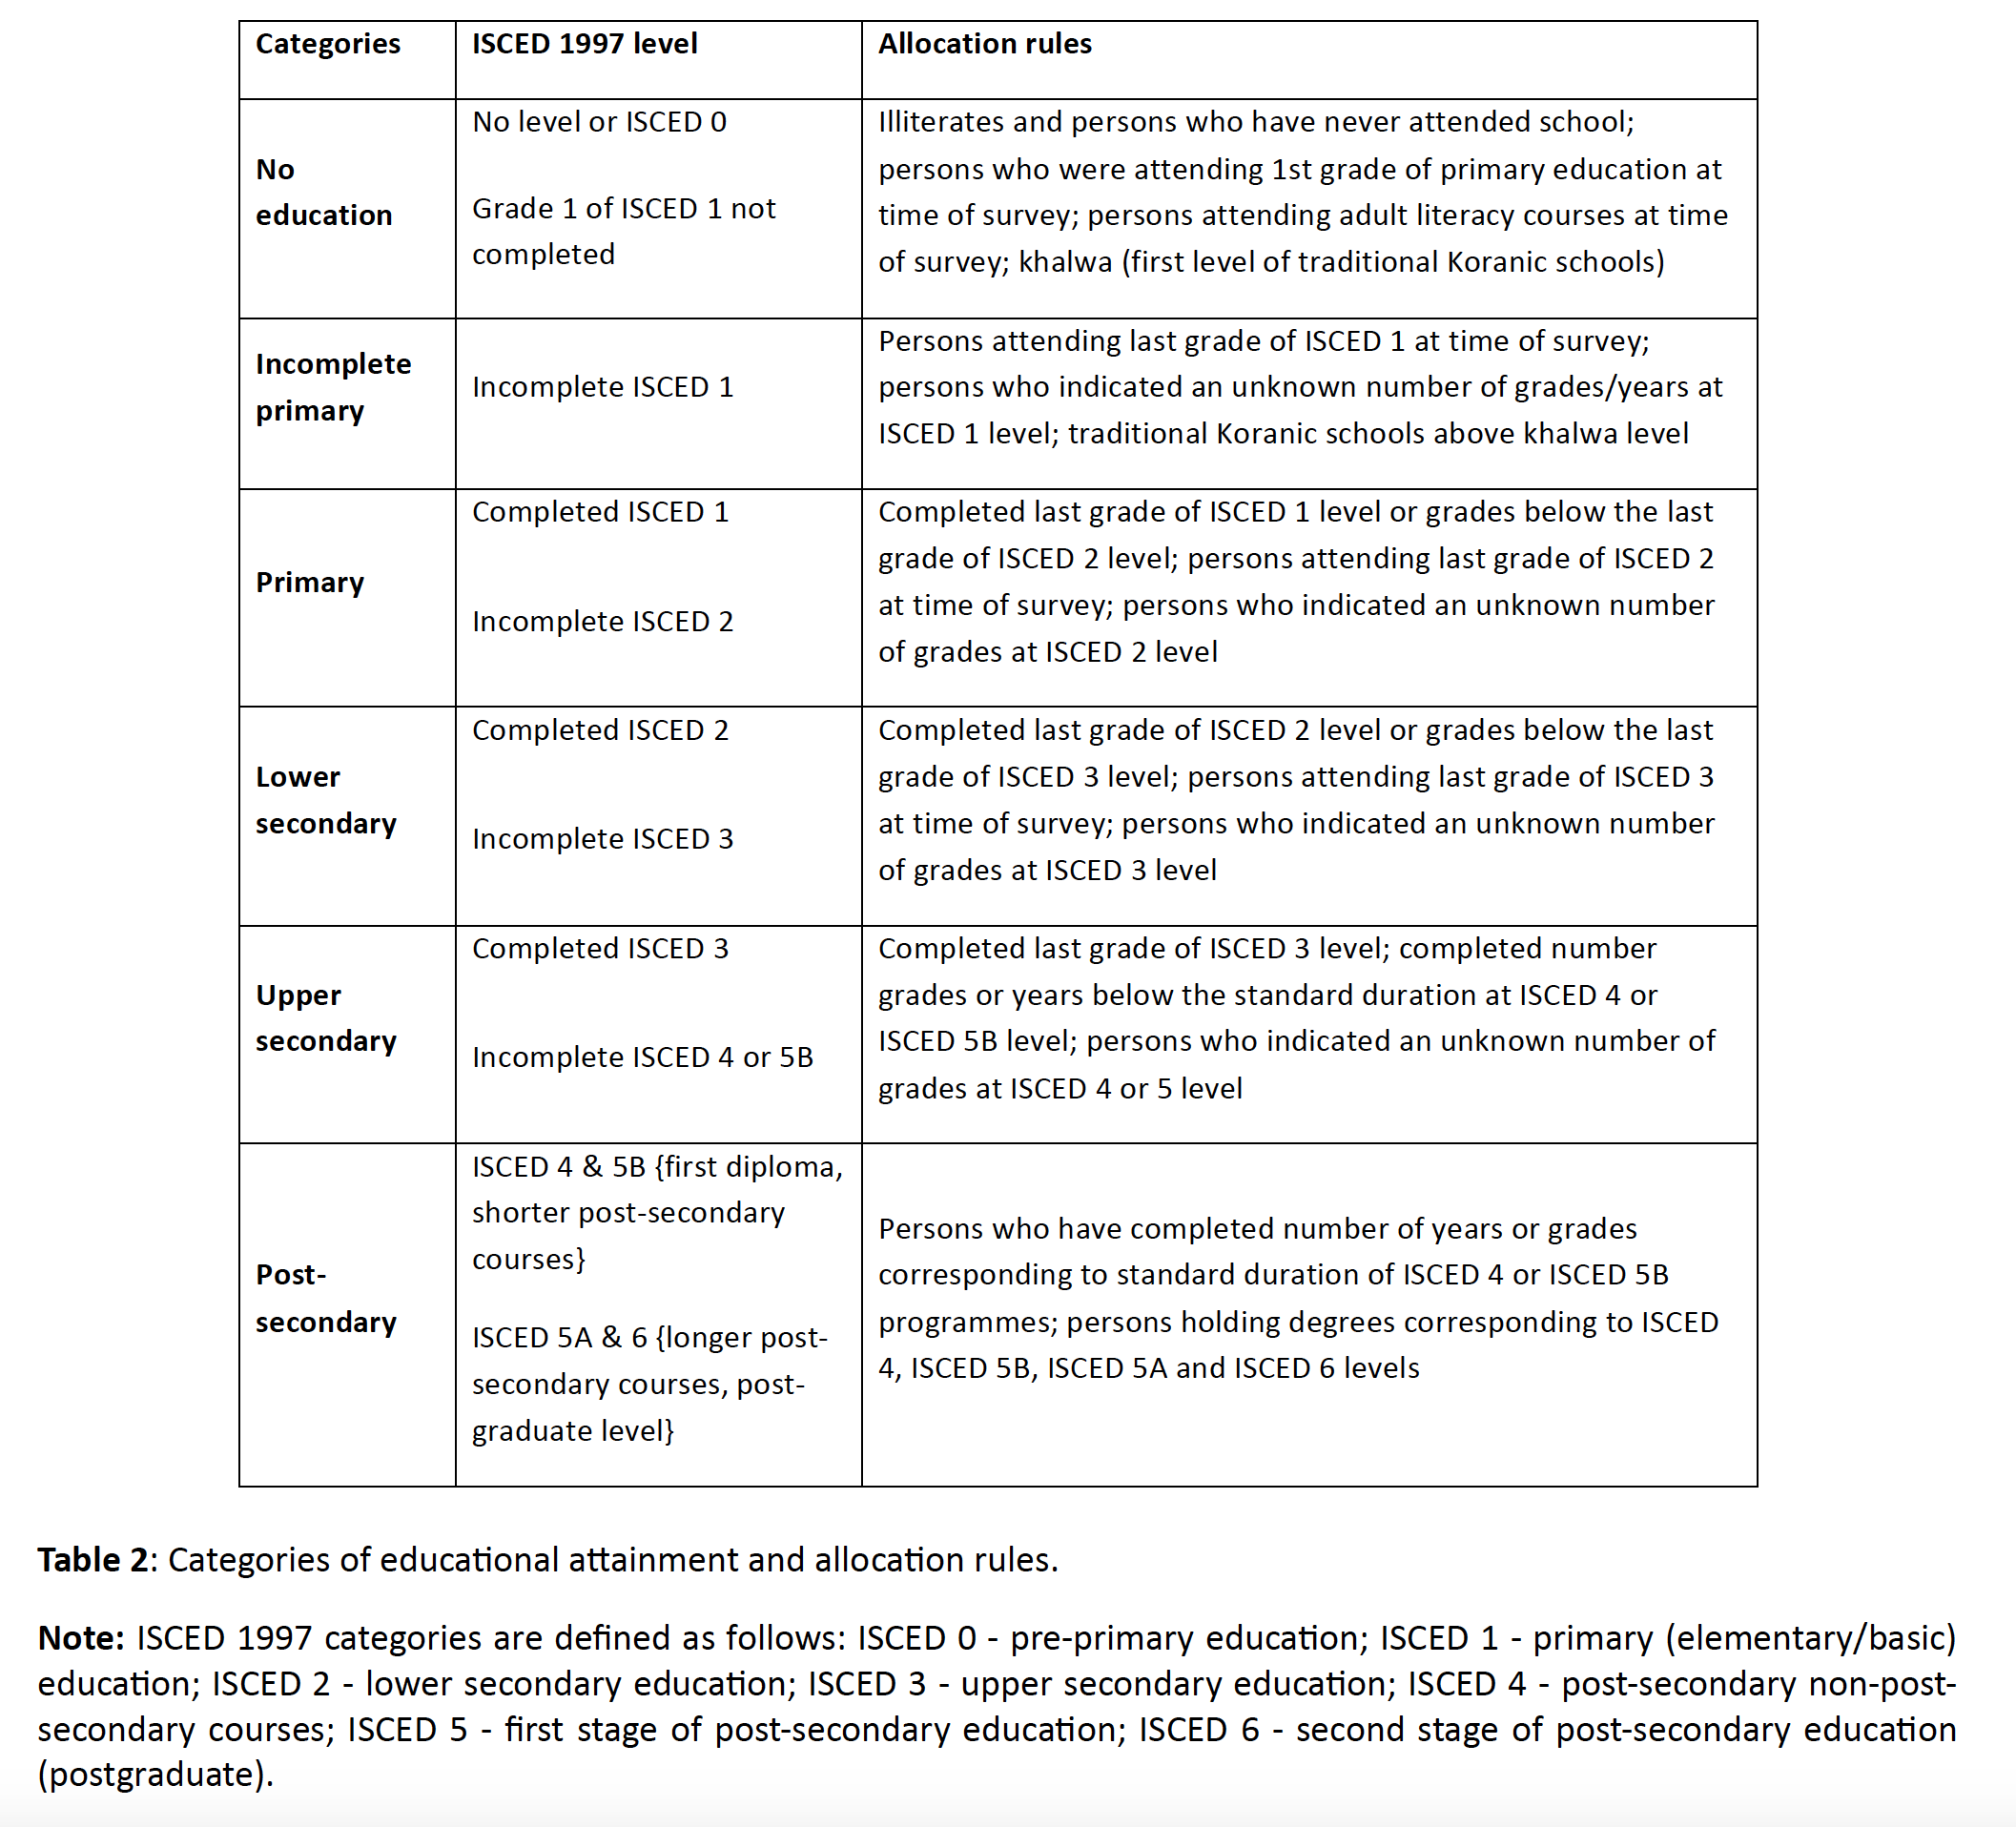 Categories
ISCED 1997 level
Allocation rules
No
education
No level or ISCED 0
Grade 1 of ISCED 1 not
completed
Illiterates and persons who have never attended school;
persons who were attending 1st grade of primary education at
time of survey; persons attending adult literacy courses at time
of survey; khalwa (first level of traditional Koranic schools)
Incomplete
primary
Incomplete ISCED 1
Persons attending last grade of ISCED 1 at time of survey;
persons who indicated an unknown number of grades/years at
ISCED 1 level; traditional Koranic schools above khalwa level
Primary
Completed ISCED 1
Incomplete ISCED 2
Completed last grade of ISCED 1 level or grades below the last
grade of ISCED 2 level; persons attending last grade of ISCED 2
at time of survey; persons who indicated an unknown number
of grades at ISCED 2 level
Lower
secondary
Completed ISCED 2
Incomplete ISCED 3
Completed last grade of ISCED 2 level or grades below the last
grade of ISCED 3 level; persons attending last grade of ISCED 3
at time of survey; persons who indicated an unknown number
of grades at ISCED 3 level
Upper
secondary
Completed ISCED 3
Incomplete ISCED 4 or 5B
Completed last grade of ISCED 3 level; completed number
grades or years below the standard duration at ISCED 4 or
ISCED 5B level; persons who indicated an unknown number of
grades at ISCED 4 or 5 level
Post-
secondary
ISCED 4 & 5B {first diploma,
shorter post-secondary
courses}
ISCED 5A & 6 {longer post-
secondary courses, post-
graduate level}
Persons who have completed number of years or grades
corresponding to standard duration of ISCED 4 or ISCED 5B
programmes; persons holding degrees corresponding to ISCED
4, ISCED 5B, ISCED 5A and ISCED 6 levels
Table 2: Categories of educational attainment and allocation rules.
Note: ISCED 1997 categories are defined as follows: ISCED 0 - pre-primary education; ISCED 1 - primary (elementary/basic)
education; ISCED 2 - lower secondary education; ISCED 3 - upper secondary education; ISCED 4 - post-secondary non-post-
secondary courses; ISCED 5 - first stage of post-secondary education; ISCED 6 - second stage of post-secondary education
(postgraduate).